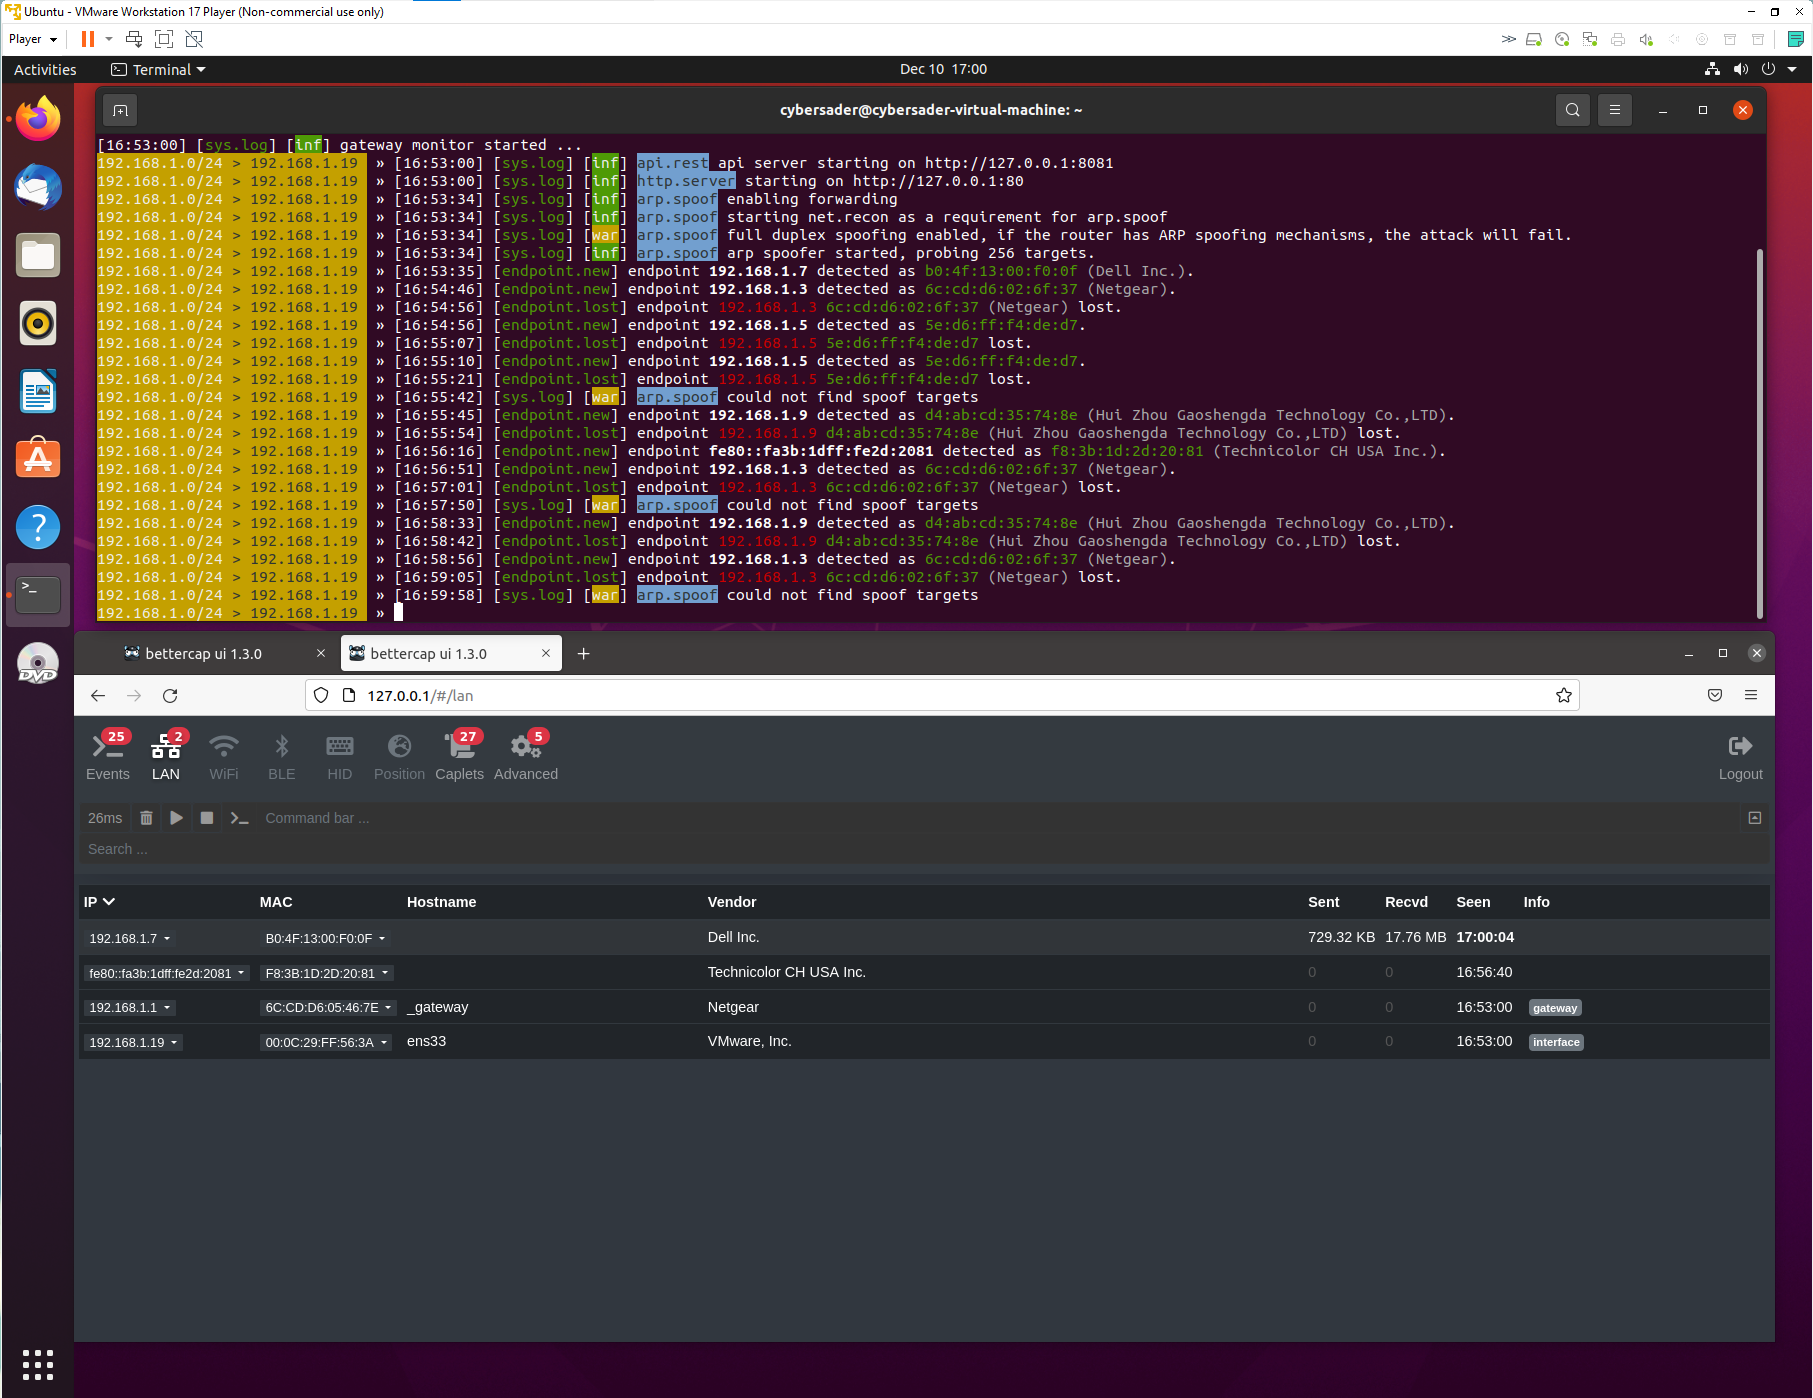 Ubuntu - VMware Workstation 17 Player (Non-commercial use only)
Player
Activities Terminal Dec 10 17:00
cybersader@cybersader-virtual-machine: ~
[16:53:00] [sys.log] [inf] gateway monitor started ...
192.168.1.0/24 > 192.168.1.19 » [16:53:00] [sys.log] [inf] api.rest api server starting on http://127.0.0.1:8081
192.168.1.0/24 > 192.168.1.19 » [16:53:00] [sys.log] [inf] http.server starting on http://127.0.0.1:80
192.168.1.0/24 > 192.168.1.19 » [16:53:34] [sys.log] [inf] arp.spoof enabling forwarding
192.168.1.0/24 > 192.168.1.19 » [16:53:34] [sys.log] [inf] arp.spoof starting net.recon as a requirement for arp.spoof
192.168.1.0/24 > 192.168.1.19 » [16:53:34] [sys.log] [war] arp.spoof full duplex spoofing enabled, if the router has ARP spoofing mechanisms, the attack will fail.
192.168.1.0/24 > 192.168.1.19 » [16:53:34] [sys.log] [inf] arp.spoof arp spoofer started, probing 256 targets.
192.168.1.0/24 > 192.168.1.19 » [16:53:35] [endpoint.new] endpoint 192.168.1.7 detected as b0:4f:13:00:f0:0f (Dell Inc.).
192.168.1.0/24 > 192.168.1.19 » [16:54:46] [endpoint.new] endpoint 192.168.1.3 detected as 6c:cd:d6:02:6f:37 (Netgear).
192.168.1.0/24 > 192.168.1.19 » [16:54:56] [endpoint.lost] endpoint 192.168.1.3 6c:cd:d6:02:6f:37 (Netgear) lost.
192.168.1.0/24 > 192.168.1.19 » [16:54:56] [endpoint.new] endpoint 192.168.1.5 detected as 5e:d6:ff:f4:de:d7.
192.168.1.0/24 > 192.168.1.19 » [16:55:07] [endpoint.lost] endpoint 192.168.1.5 5e:d6:ff:f4:de:d7 lost.
192.168.1.0/24 > 192.168.1.19 » [16:55:10] [endpoint.new] endpoint 192.168.1.5 detected as 5e:d6:ff:f4:de:d7.
192.168.1.0/24 > 192.168.1.19 » [16:55:21] [endpoint.lost] endpoint 192.168.1.5 5e:d6:ff:f4:de:d7 lost.
192.168.1.0/24 > 192.168.1.19 » [16:55:42] [sys.log] [war] arp.spoof could not find spoof targets
192.168.1.0/24 > 192.168.1.19 » [16:55:45] [endpoint.new] endpoint 192.168.1.9 detected as d4:ab:cd:35:74:8e (Hui Zhou Gaoshengda Technology Co.,LTD).
192.168.1.0/24 > 192.168.1.19 » [16:55:54] [endpoint.lost] endpoint 192.168.1.9 d4:ab:cd:35:74:8e (Hui Zhou Gaoshengda Technology Co.,LTD) lost.
192.168.1.0/24 > 192.168.1.19 » [16:56:16] [endpoint.new] endpoint fe80::fa3b:1dff:fe2d:2081 detected as f8:3b:1d:2d:20:81 (Technicolor CH USA Inc.).
192.168.1.0/24 > 192.168.1.19 » [16:56:51] [endpoint.new] endpoint 192.168.1.3 detected as 6c:cd:d6:02:6f:37 (Netgear).
192.168.1.0/24 > 192.168.1.19 » [16:57:01] [endpoint.lost] endpoint 192.168.1.3 6c:cd:d6:02:6f:37 (Netgear) lost.
192.168.1.0/24 > 192.168.1.19 » [16:57:50] [sys.log] [war] arp.spoof could not find spoof targets
192.168.1.0/24 > 192.168.1.19 » [16:58:33] [endpoint.new] endpoint 192.168.1.9 detected as d4:ab:cd:35:74:8e (Hui Zhou Gaoshengda Technology Co.,LTD).
192.168.1.0/24 > 192.168.1.19 » [16:58:42] [endpoint.lost] endpoint 192.168.1.9 d4:ab:cd:35:74:8e (Hui Zhou Gaoshengda Technology Co.,LTD) lost.
192.168.1.0/24 > 192.168.1.19 » [16:58:56] [endpoint.new] endpoint 192.168.1.3 detected as 6c:cd:d6:02:6f:37 (Netgear).
192.168.1.0/24 > 192.168.1.19 » [16:59:05] [endpoint.lost] endpoint 192.168.1.3 6c:cd:d6:02:6f:37 (Netgear) lost.
192.168.1.0/24 > 192.168.1.19 » [16:59:58] [sys.log] [war] arp.spoof could not find spoof targets
192.168.1.0/24 > 192.168.1.19 »
DVD
bettercap ui 1.3.0 bettercap ui 1.3.0
127.0.0.1/#/lan
25 2 27 5
Events LAN WiFi BLE HID Position Caplets Advanced Logout
26ms Command bar ...
Search ...
IP MAC Hostname Vendor Sent Recvd Seen Info
192.168.1.7 B0:4F:13:00:F0:0F Dell Inc. 729.32 KB 17.76 MB 17:00:04
fe80::fa3b:1dff:fe2d:2081 F8:3B:1D:2D:20:81 Technicolor CH USA Inc. 0 0 16:56:40
192.168.1.1 6C:CD:D6:05:46:7E _gateway Netgear 0 0 16:53:00 gateway
192.168.1.19 00:0C:29:FF:56:3A ens33 VMware, Inc. 0 0 16:53:00 interface